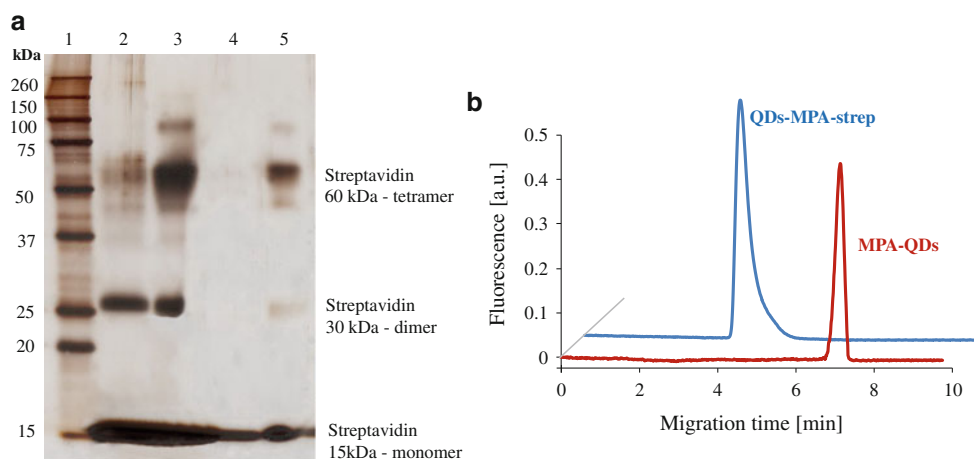 a
1 2 3 4 5
kDa
260
150
100
75
50
37
25
20
15
Streptavidin
60 kDa - tetramer
Streptavidin
30 kDa - dimer
Streptavidin
15kDa - monomer
b
QDs-MPA-strep
MPA-QDs
Fluorescence [a.u.]
0.5
0.4
0.3
0.2
0.1
0
0 2 4 6 8 10
Migration time [min]